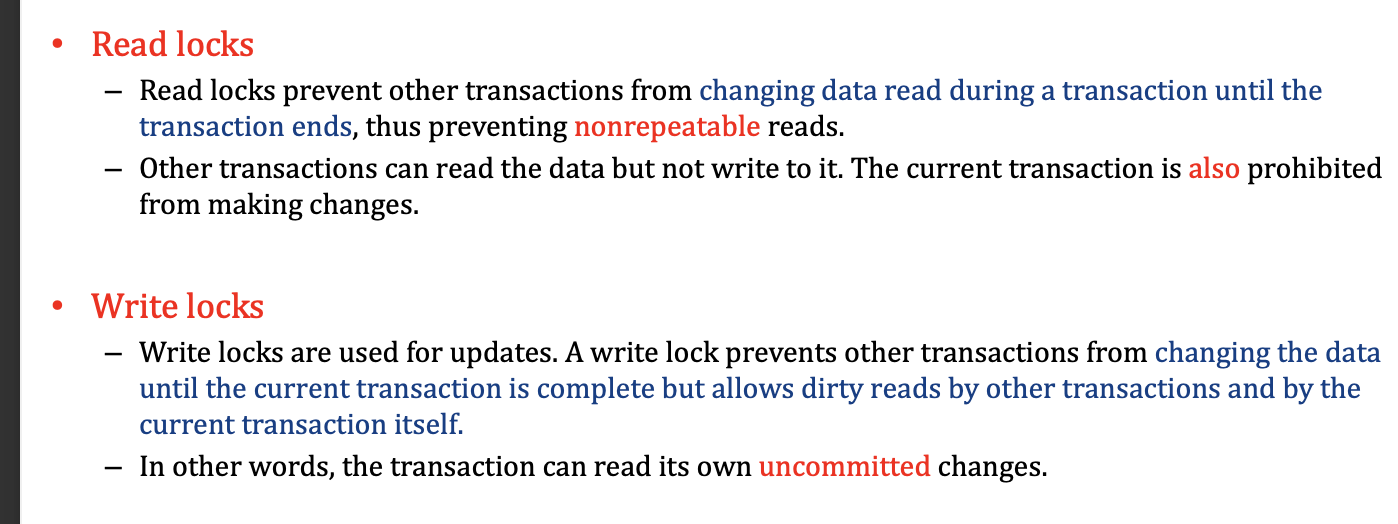 • Read locks
– Read locks prevent other transactions from changing data read during a transaction until the
transaction ends, thus preventing nonrepeatable reads.
– Other transactions can read the data but not write to it. The current transaction is also prohibited
from making changes.
• Write locks
– Write locks are used for updates. A write lock prevents other transactions from changing the data
until the current transaction is complete but allows dirty reads by other transactions and by the
current transaction itself.
– In other words, the transaction can read its own uncommitted changes.